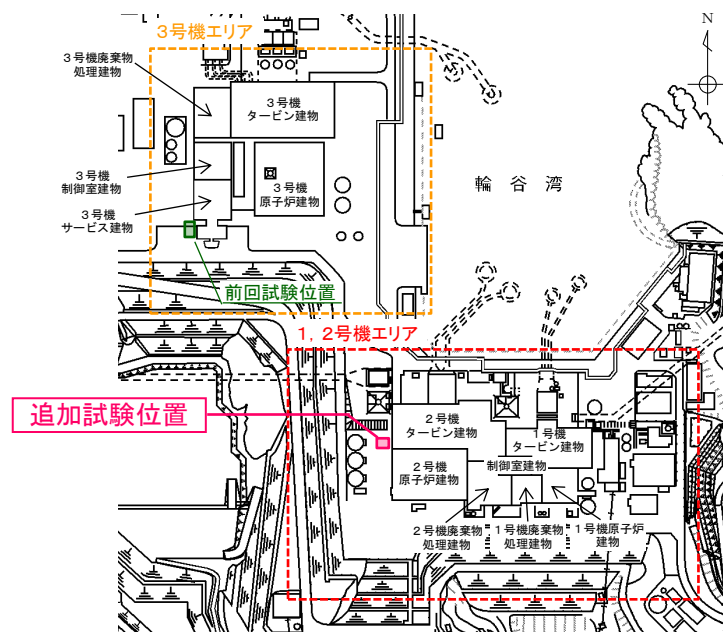 3号機エリア
N
3号機廃棄物
処理建物
3号機
タービン建物
3号機
制御室建物
3号機
原子炉建物
輪谷湾
3号機
サービス建物
前回試験位置
1,2号機エリア
追加試験位置
2号機
タービン建物
1号機
タービン建物
制御室建物
2号機
原子炉建物
2号機廃棄物
処理建物
1号機廃棄物
処理建物
1号機原子炉
建物